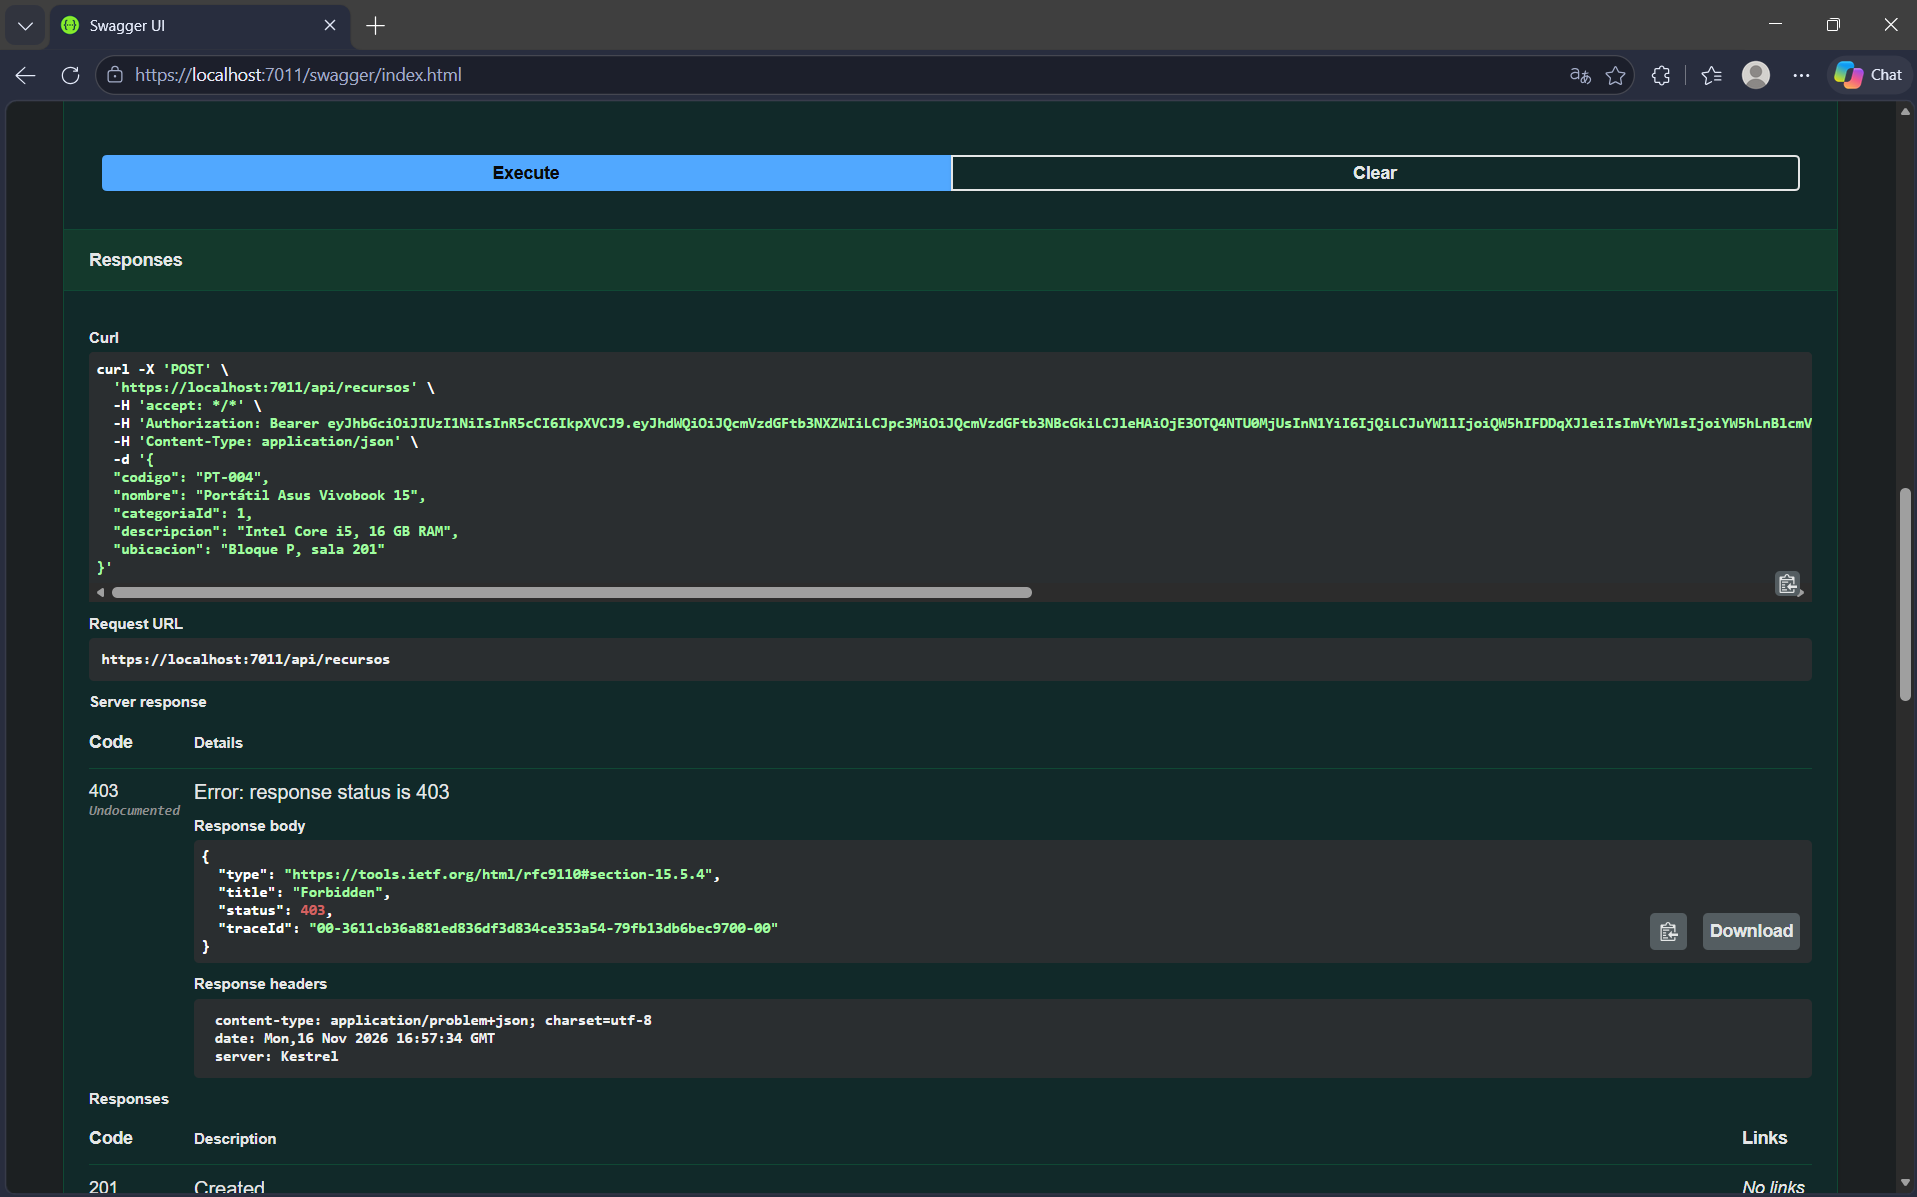 Swagger UI
https://localhost:7011/swagger/index.html
Chat
Execute
Clear
Responses
Curl
curl -X 'POST' \
'https://localhost:7011/api/recursos' \
-H 'accept: */*' \
-H 'Authorization: Bearer eyJhbGciOiJIUzI1NiIsInR5cCI6IkpXVCJ9.eyJhdWQiOiJQcmVzdGFtb3NXZWIiLCJpc3MiOiJQcmVzdGFtb3NBcGkiLCJleHAiOjE3OTQ4NTU0MjUsInN1YiI6IjQiLCJuYW1lIjoiQW5hIFDDqXJleiIsImVtYWlsIjoiYW5hLnBlcmV
-H 'Content-Type: application/json' \
-d '{
"codigo": "PT-004",
"nombre": "Portátil Asus Vivobook 15",
"categoriaId": 1,
"descripcion": "Intel Core i5, 16 GB RAM",
"ubicacion": "Bloque P, sala 201"
}'
Request URL
https://localhost:7011/api/recursos
Server response
Code Details
403 Error: response status is 403
Undocumented
Response body
{
"type": "https://tools.ietf.org/html/rfc9110#section-15.5.4",
"title": "Forbidden",
"status": 403,
"traceId": "00-3611cb36a881ed836df3d834ce353a54-79fb13db6bec9700-00"
}
Download
Response headers
content-type: application/problem+json; charset=utf-8
date: Mon,16 Nov 2026 16:57:34 GMT
server: Kestrel
Responses
Code Description Links
201 Created No links